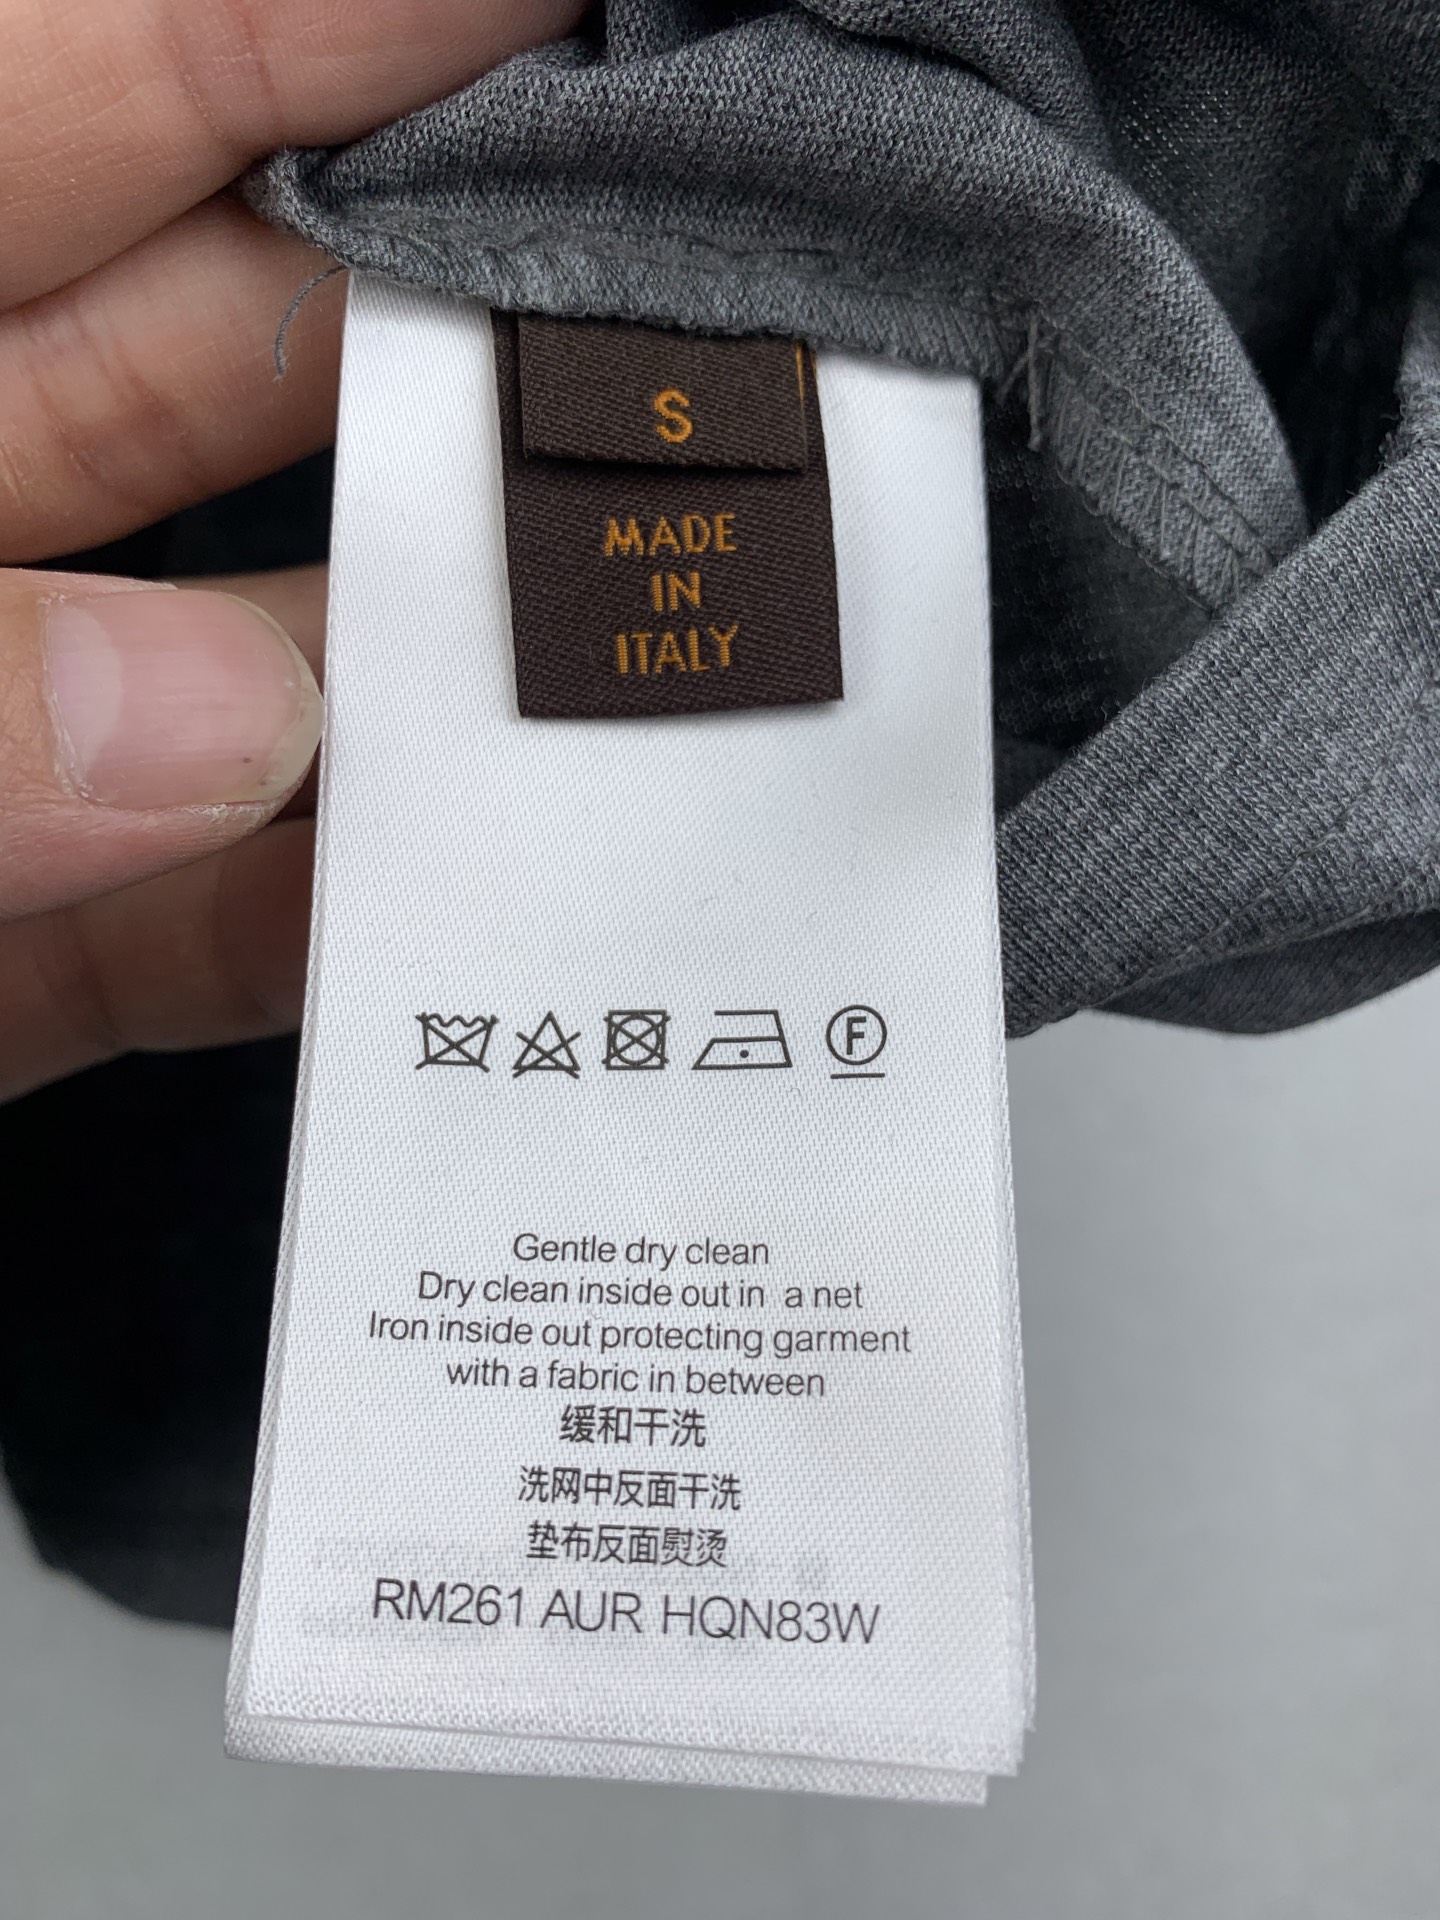 S
MADE
IN
ITALY
F
Gentle dry clean
Dry clean inside out in a net
Iron inside out protecting garment
with a fabric in between
缓和干洗
洗网中反面干洗
垫布反面熨烫
RM261 AUR HQN83W